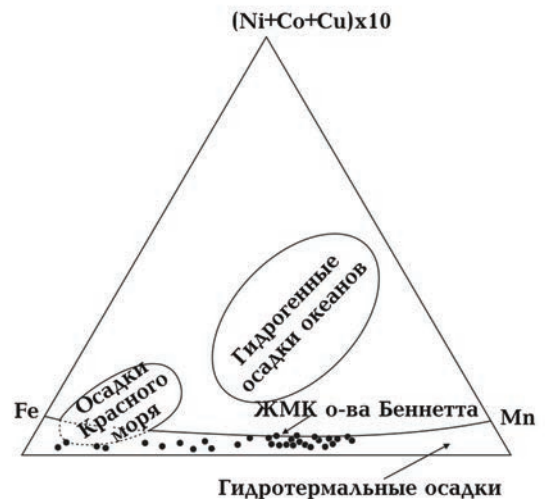 (Ni+Co+Cu)x10
Гидрогенные
осадки океанов
Осадки
Красного
моря
Fe
ЖМК о-ва Беннетта
Mn
Гидротермальные осадки